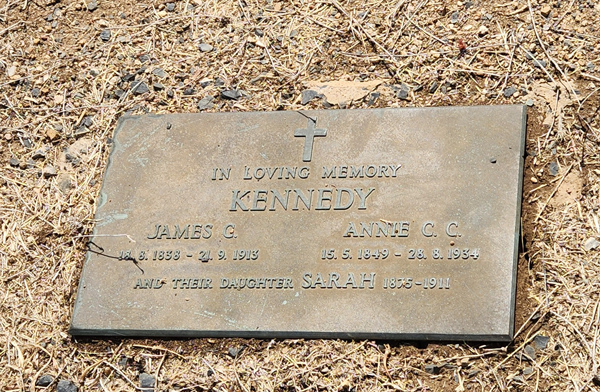 IN LOVING MEMORY
KENNEDY
JAMES G. ANNIE C. C.
18. 8. 1838 - 21. 9. 1913 15. 5. 1849 - 28. 8. 1934
AND THEIR DAUGHTER SARAH 1875-1911